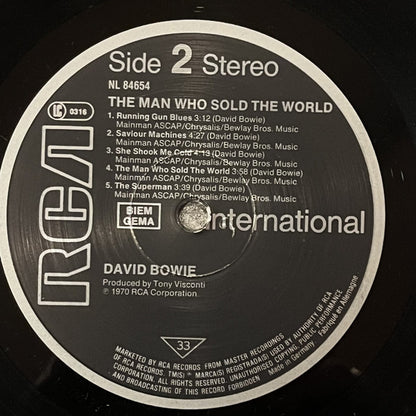 Side 2 Stereo
NL 84654
THE MAN WHO SOLD THE WORLD
LC 0316
1. Running Gun Blues 3:12 (David Bowie)
Mainman ASCAP/Chrysalis/Bewlay Bros. Music
2. Saviour Machines 4:27 (David Bowie)
Mainman ASCAP/Chrysalis/Bewlay Bros. Music
3. She Shook Me Cold 4:13 (David Bowie)
Mainman ASCAP/Chrysalis/Bewlay Bros. Music
4. The Man Who Sold The World 3:58 (David Bowie)
Mainman ASCAP/Chrysalis/Bewlay Bros. Music
5. The Superman 3:39 (David Bowie)
Mainman ASCAP/Chrysalis/Bewlay Bros. Music
RCA
BIEM
GEMA
International
DAVID BOWIE
Produced by Tony Visconti
℗ 1970 RCA Corporation
33
MARKETED BY RCA RECORDS FROM MASTER RECORDINGS
OF RCA RECORDS. TM(S) ® MARCA(S) REGISTRADA(S) BY AUTHORITY OF RCA
CORPORATION. ALL RIGHTS RESERVED. UNAUTHORISED COPYING, PUBLIC PERFORMANCE
AND BROADCASTING OF THIS RECORD FORBIDDEN
Made in Germany
Fabriqué en Allemagne